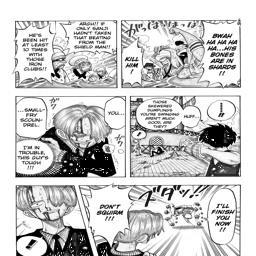 BWAH
HA HA HA
HA...HIS
BONES
ARE IN
SHARDS
!!
KILL
HIM
ARGH!! IF
ONLY SANJI
HADN'T TAKEN
THAT BEATING
FROM THE
SHIELD MAN!!
HE'S BEEN
HIT AT
LEAST 10
TIMES
WITH
THOSE
IRON
CLUBS!!
!!
THOSE
SKEWERED
DUMPLINGS
YOU'RE
SWINGING
AREN'T MUCH
GOOD, ARE
THEY?
HUFF...
...SMALL-
FRY
SCOUN-
DREL.
I'M IN
TROUBLE,
THIS GUY'S
TOUGH
!!!
I'LL
FINISH
YOU
NOW!!
DON'T
SQUIRM!!!
!